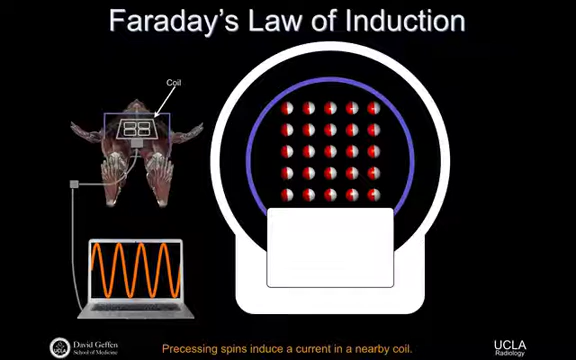 Faraday's Law of Induction
Coil
David Geffen
School of Medicine
UCLA
Precessing spins induce a current in a nearby coil.
UCLA
Radiology